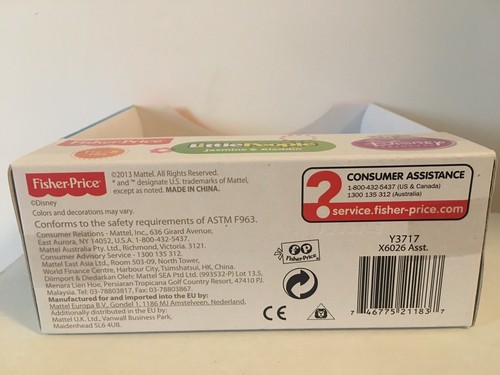 Fisher-Price
Little People
Jasmine & Aladdin
Disney
Fisher-Price®
©2013 Mattel. All Rights Reserved.
® and ™ designate U.S. trademarks of Mattel,
except as noted. MADE IN CHINA.
©Disney
Colors and decorations may vary.
Conforms to the safety requirements of ASTM F963.
Consumer Relations - Mattel, Inc., 636 Girard Avenue,
East Aurora, NY 14052, U.S.A. 1-800-432-5437.
Mattel Australia Pty. Ltd., Richmond, Victoria. 3121.
Consumer Advisory Service - 1300 135 312.
Mattel East Asia Ltd., Room 503-09, North Tower,
World Finance Centre, Harbour City, Tsimshatsui, HK, China.
Diimport & Diedarkan Oleh: Mattel SEA Ptd Ltd. (993532-P) Lot 13.5,
Menara Lien Hoe, Persiaran Tropicana Golf Country Resort, 47410 PJ.
Malaysia. Tel: 03-78803817, Fax: 03-78803867.
Manufactured for and imported into the EU by:
Mattel Europa B.V., Gondel 1, 1186 MJ Amstelveen, Nederland.
Additionally distributed in the EU by:
Mattel U.K. Ltd., Vanwall Business Park,
Maidenhead SL6 4UB.
?
CONSUMER ASSISTANCE
1-800-432-5437 (US & Canada)
1300 135 312 (Australia)
service.fisher-price.com
Fisher-Price
CE
Y3717
X6026 Asst.
7 46775 21183 7